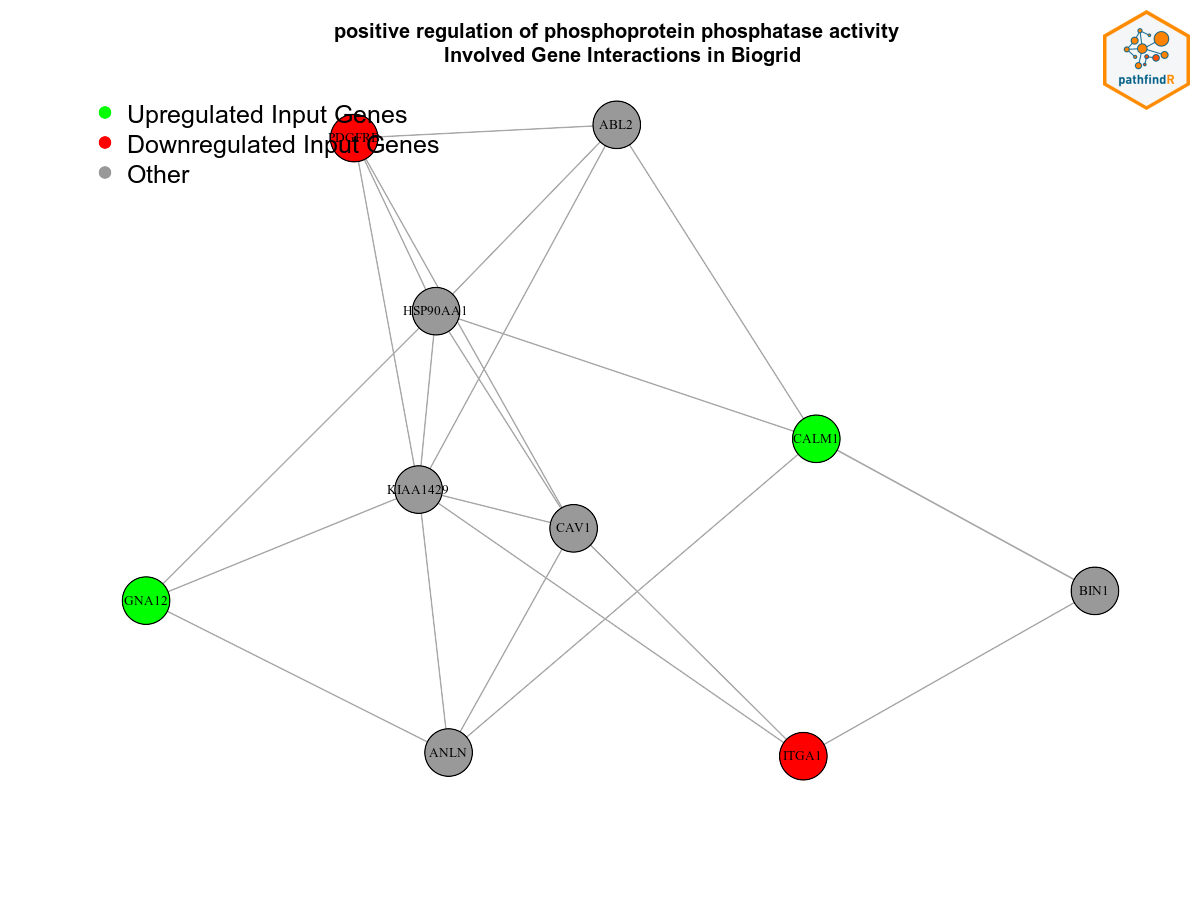 positive regulation of phosphoprotein phosphatase activity
Involved Gene Interactions in Biogrid
pathfindR
Upregulated Input Genes
Downregulated Input Genes
Other
ABL2
HSP90AA1
CALM1
KIAA1429
CAV1
BIN1
GNA12
ANLN
ITGA1